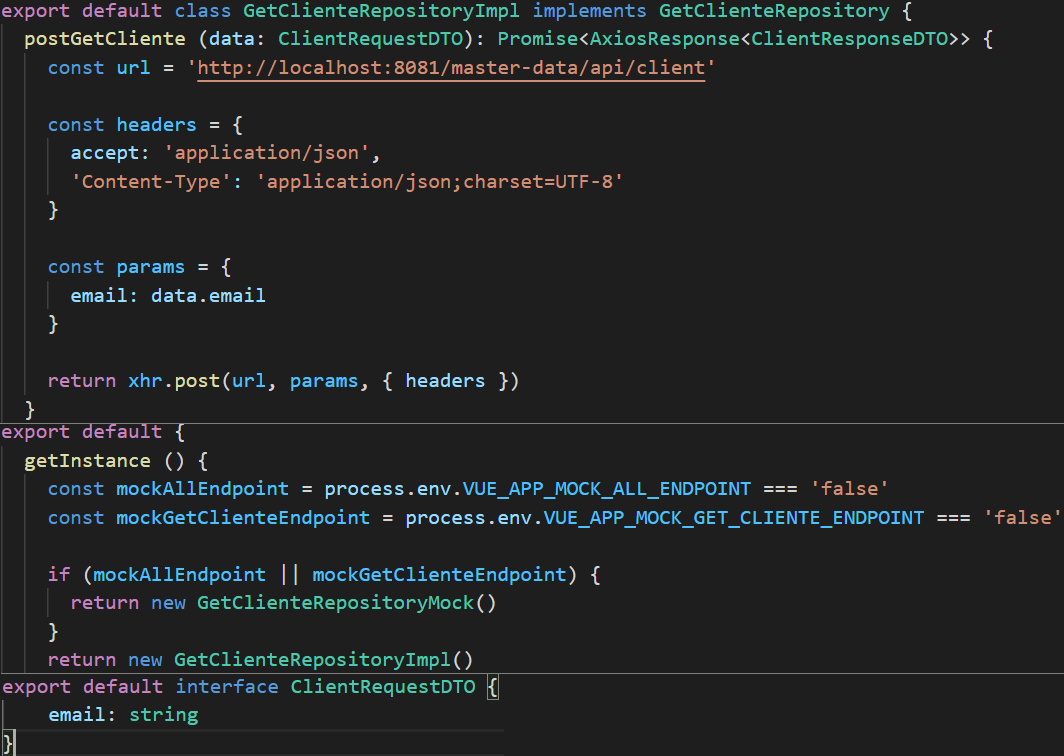 export default class GetClienteRepositoryImpl implements GetClienteRepository {
postGetCliente (data: ClientRequestDTO): Promise<AxiosResponse<ClientResponseDTO>> {
const url = 'http://localhost:8081/master-data/api/client'
const headers = {
accept: 'application/json',
'Content-Type': 'application/json;charset=UTF-8'
}
const params = {
email: data.email
}
return xhr.post(url, params, { headers })
}
export default {
getInstance () {
const mockAllEndpoint = process.env.VUE_APP_MOCK_ALL_ENDPOINT === 'false'
const mockGetClienteEndpoint = process.env.VUE_APP_MOCK_GET_CLIENTE_ENDPOINT === 'false'
if (mockAllEndpoint || mockGetClienteEndpoint) {
return new GetClienteRepositoryMock()
}
return new GetClienteRepositoryImpl()
export default interface ClientRequestDTO {
email: string
}